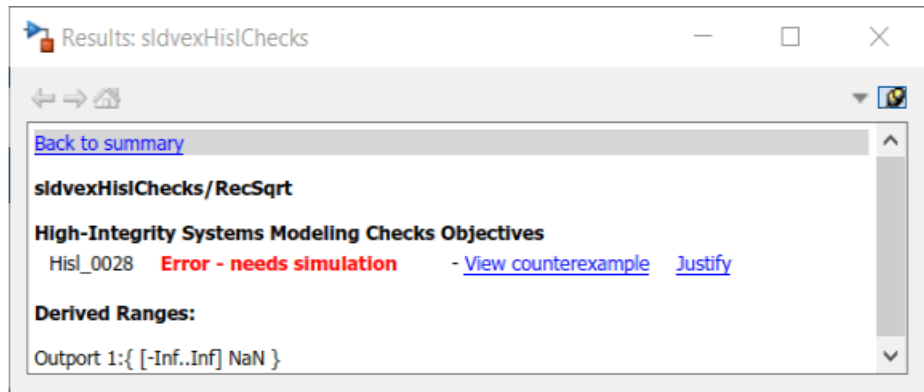 Results: sldvexHislChecks
Back to summary
sldvexHislChecks/RecSqrt
High-Integrity Systems Modeling Checks Objectives
Hisl_0028 Error - needs simulation - View counterexample Justify
Derived Ranges:
Outport 1:{ [-Inf..Inf] NaN }